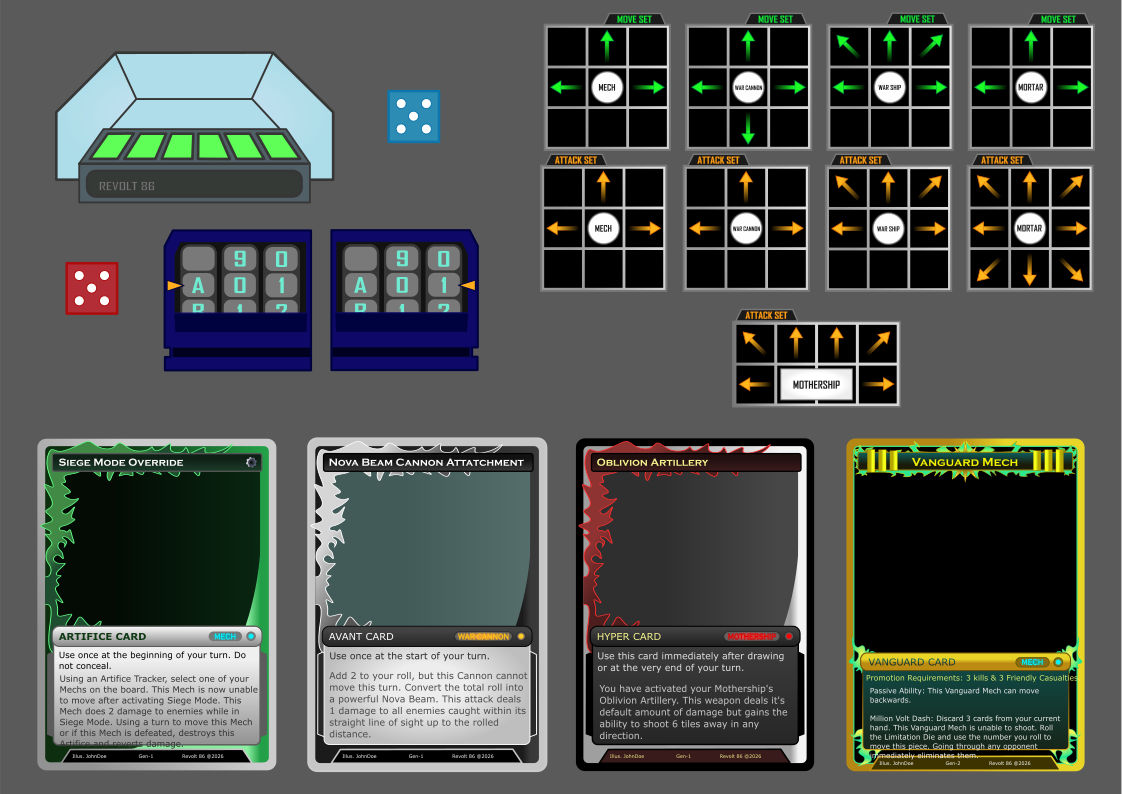 MOVE SET
MOVE SET
MOVE SET
MOVE SET
MECH
WAR CANNON
WAR SHIP
MORTAR
REVOLT 86
ATTACK SET
ATTACK SET
ATTACK SET
ATTACK SET
MECH
WAR CANNON
WAR SHIP
MORTAR
9 0
A 0 1
B 1 2
9 0
A 0 1
B 1 2
ATTACK SET
MOTHERSHIP
SIEGE MODE OVERRIDE
ARTIFICE CARD
MECH
Use once at the beginning of your turn. Do
not conceal.
Using an Artifice Tracker, select one of your
Mechs on the board. This Mech is now unable
to move after activating Siege Mode. This
Mech does 2 damage to enemies while in
Siege Mode. Using a turn to move this Mech
or if this Mech is defeated, destroys this
Artifice and reverts damage.
Illus. JohnDoe Gen-1 Revolt 86 @2026
NOVA BEAM CANNON ATTATCHMENT
AVANT CARD
WAR CANNON
Use once at the start of your turn.
Add 2 to your roll, but this Cannon cannot
move this turn. Convert the total roll into
a powerful Nova Beam. This attack deals
1 damage to all enemies caught within its
straight line of sight up to the rolled
distance.
Illus. JohnDoe Gen-1 Revolt 86 @2026
OBLIVION ARTILLERY
HYPER CARD
MOTHERSHIP
Use this card immediately after drawing
or at the very end of your turn.
You have activated your Mothership's
Oblivion Artillery. This weapon deals it's
default amount of damage but gains the
ability to shoot 6 tiles away in any
direction.
Illus. JohnDoe Gen-1 Revolt 86 @2026
VANGUARD MECH
VANGUARD CARD
MECH
Promotion Requirements: 3 kills & 3 Friendly Casualties
Passive Ability: This Vanguard Mech can move
backwards.
Million Volt Dash: Discard 3 cards from your current
hand. This Vanguard Mech is unable to shoot. Roll
the Limitation Die and use the number you roll to
move this piece. Going through any opponent
immediately eliminates them.
Illus. JohnDoe Gen-2 Revolt 86 @2026